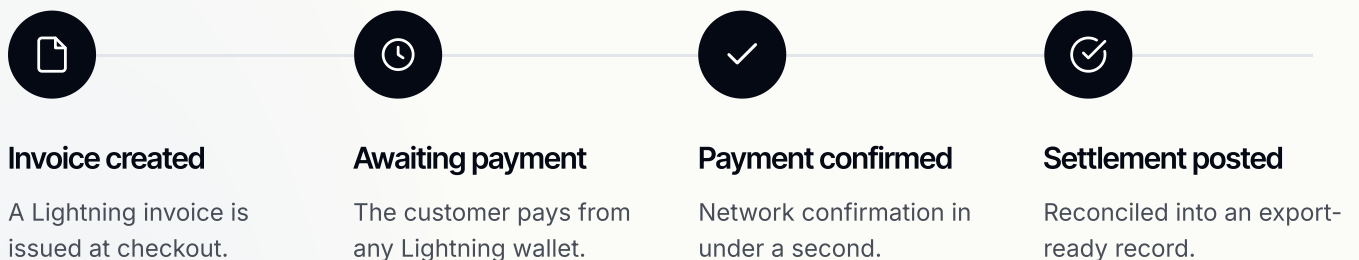 Invoice created
A Lightning invoice is
issued at checkout.
Awaiting payment
The customer pays from
any Lightning wallet.
Payment confirmed
Network confirmation in
under a second.
Settlement posted
Reconciled into an export-
ready record.